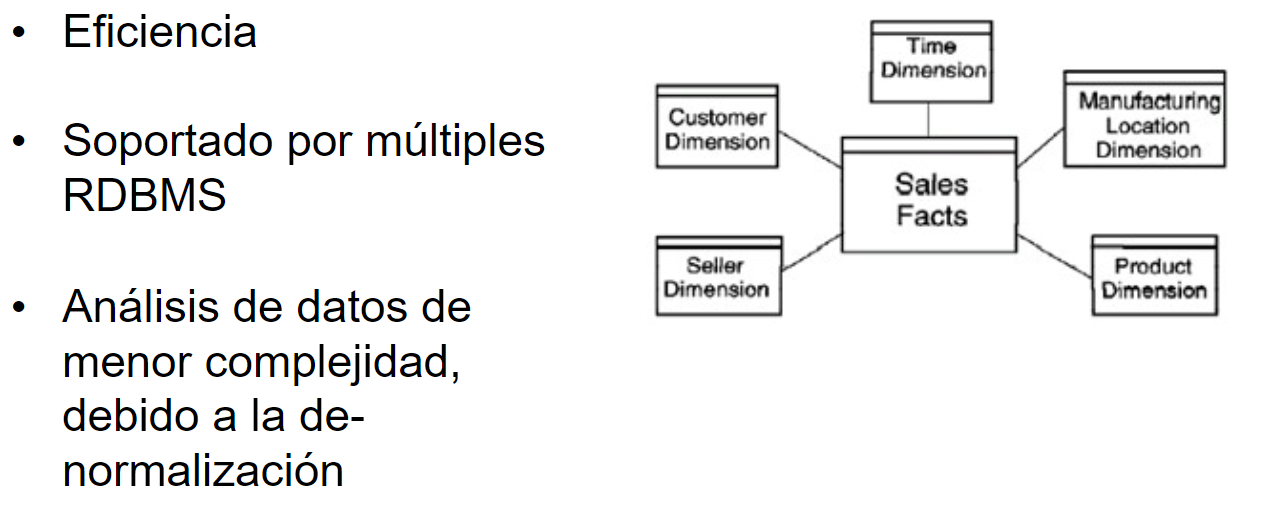 • Eficiencia
• Soportado por múltiples
RDBMS
• Análisis de datos de
menor complejidad,
debido a la de-
normalización
Time
Dimension
Customer
Dimension
Manufacturing
Location
Dimension
Sales
Facts
Seller
Dimension
Product
Dimension